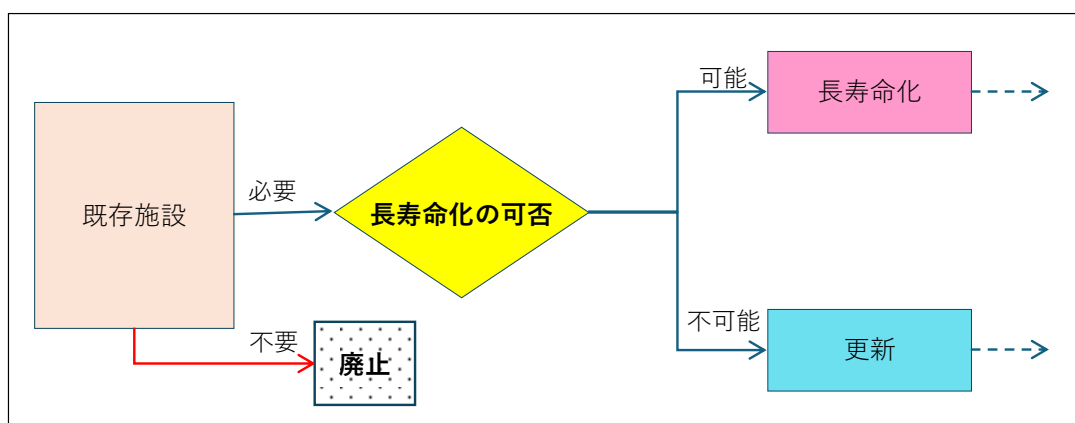 既存施設
必要
長寿命化の可否
可能
長寿命化
不可能
更新
不要
廃止